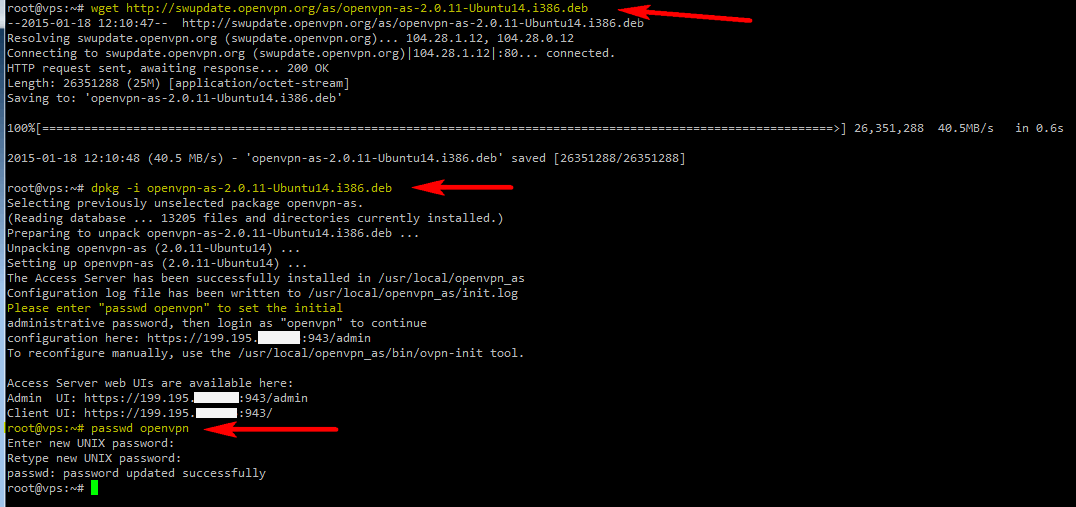 root@vps:~# wget http://swupdate.openvpn.org/as/openvpn-as-2.0.11-Ubuntu14.i386.deb
--2015-01-18 12:10:47--  http://swupdate.openvpn.org/as/openvpn-as-2.0.11-Ubuntu14.i386.deb
Resolving swupdate.openvpn.org (swupdate.openvpn.org)... 104.28.1.12, 104.28.0.12
Connecting to swupdate.openvpn.org (swupdate.openvpn.org)|104.28.1.12|:80... connected.
HTTP request sent, awaiting response... 200 OK
Length: 26351288 (25M) [application/octet-stream]
Saving to: 'openvpn-as-2.0.11-Ubuntu14.i386.deb'
100%[=================================================================================================================>] 26,351,288  40.5MB/s   in 0.6s
2015-01-18 12:10:48 (40.5 MB/s) - 'openvpn-as-2.0.11-Ubuntu14.i386.deb' saved [26351288/26351288]
root@vps:~# dpkg -i openvpn-as-2.0.11-Ubuntu14.i386.deb
Selecting previously unselected package openvpn-as.
(Reading database ... 13205 files and directories currently installed.)
Preparing to unpack openvpn-as-2.0.11-Ubuntu14.i386.deb ...
Unpacking openvpn-as (2.0.11-Ubuntu14) ...
Setting up openvpn-as (2.0.11-Ubuntu14) ...
The Access Server has been successfully installed in /usr/local/openvpn_as
Configuration log file has been written to /usr/local/openvpn_as/init.log
Please enter "passwd openvpn" to set the initial
administrative password, then login as "openvpn" to continue
configuration here: https://199.195. :943/admin
To reconfigure manually, use the /usr/local/openvpn_as/bin/ovpn-init tool.
Access Server web UIs are available here:
Admin  UI: https://199.195. :943/admin
Client UI: https://199.195. :943/
root@vps:~# passwd openvpn
Enter new UNIX password:
Retype new UNIX password:
passwd: password updated successfully
root@vps:~#